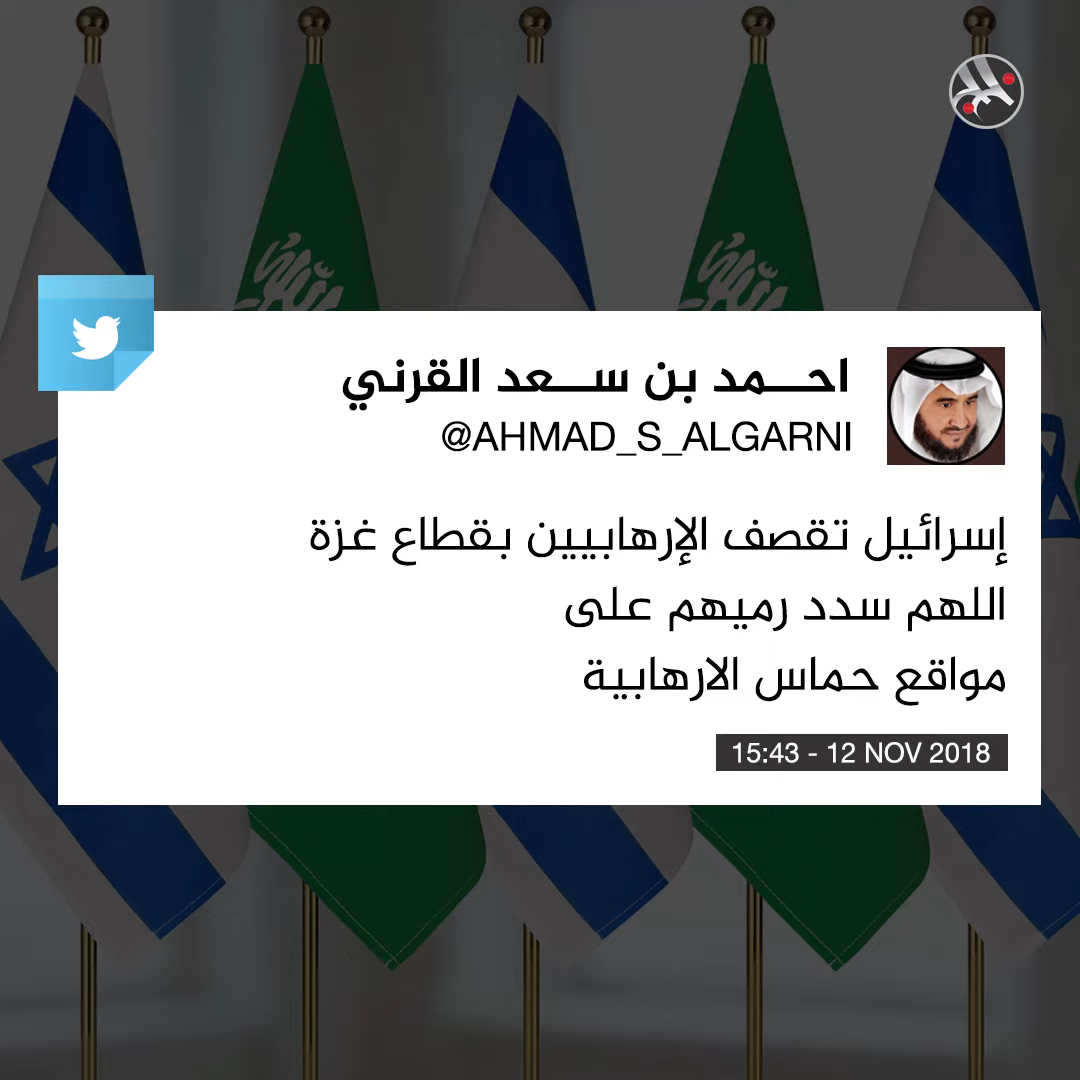 احـــمد بن ســـعد القرني
@AHMAD_S_ALGARNI
إسرائيل تقصف الإرهابيين بقطاع غزة
اللهم سدد رميهم على
مواقع حماس الارهابية
15:43 - 12 NOV 2018